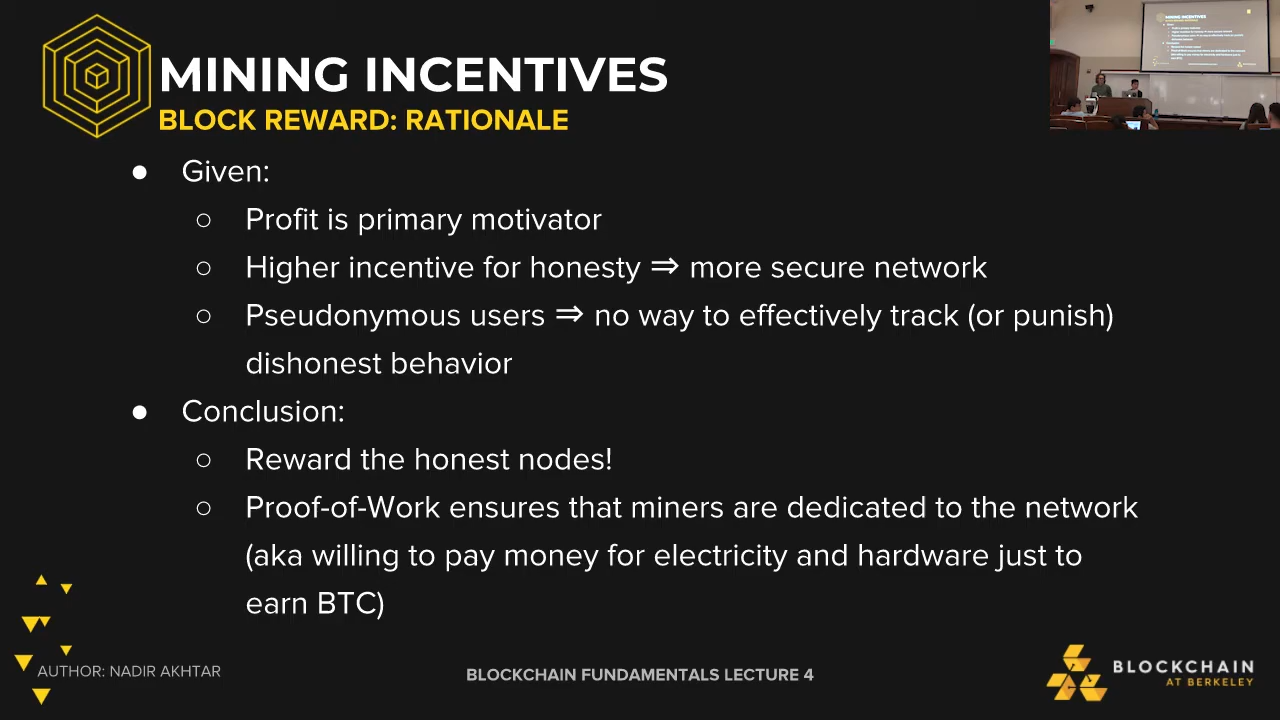 MINING INCENTIVES
BLOCK REWARD: RATIONALE
● Given:
○ Profit is primary motivator
○ Higher incentive for honesty ⇒ more secure network
○ Pseudonymous users ⇒ no way to effectively track (or punish)
dishonest behavior
● Conclusion:
○ Reward the honest nodes!
○ Proof-of-Work ensures that miners are dedicated to the network
(aka willing to pay money for electricity and hardware just to
earn BTC)
AUTHOR: NADIR AKHTAR
BLOCKCHAIN FUNDAMENTALS LECTURE 4
BLOCKCHAIN
AT BERKELEY
MINING INCENTIVES